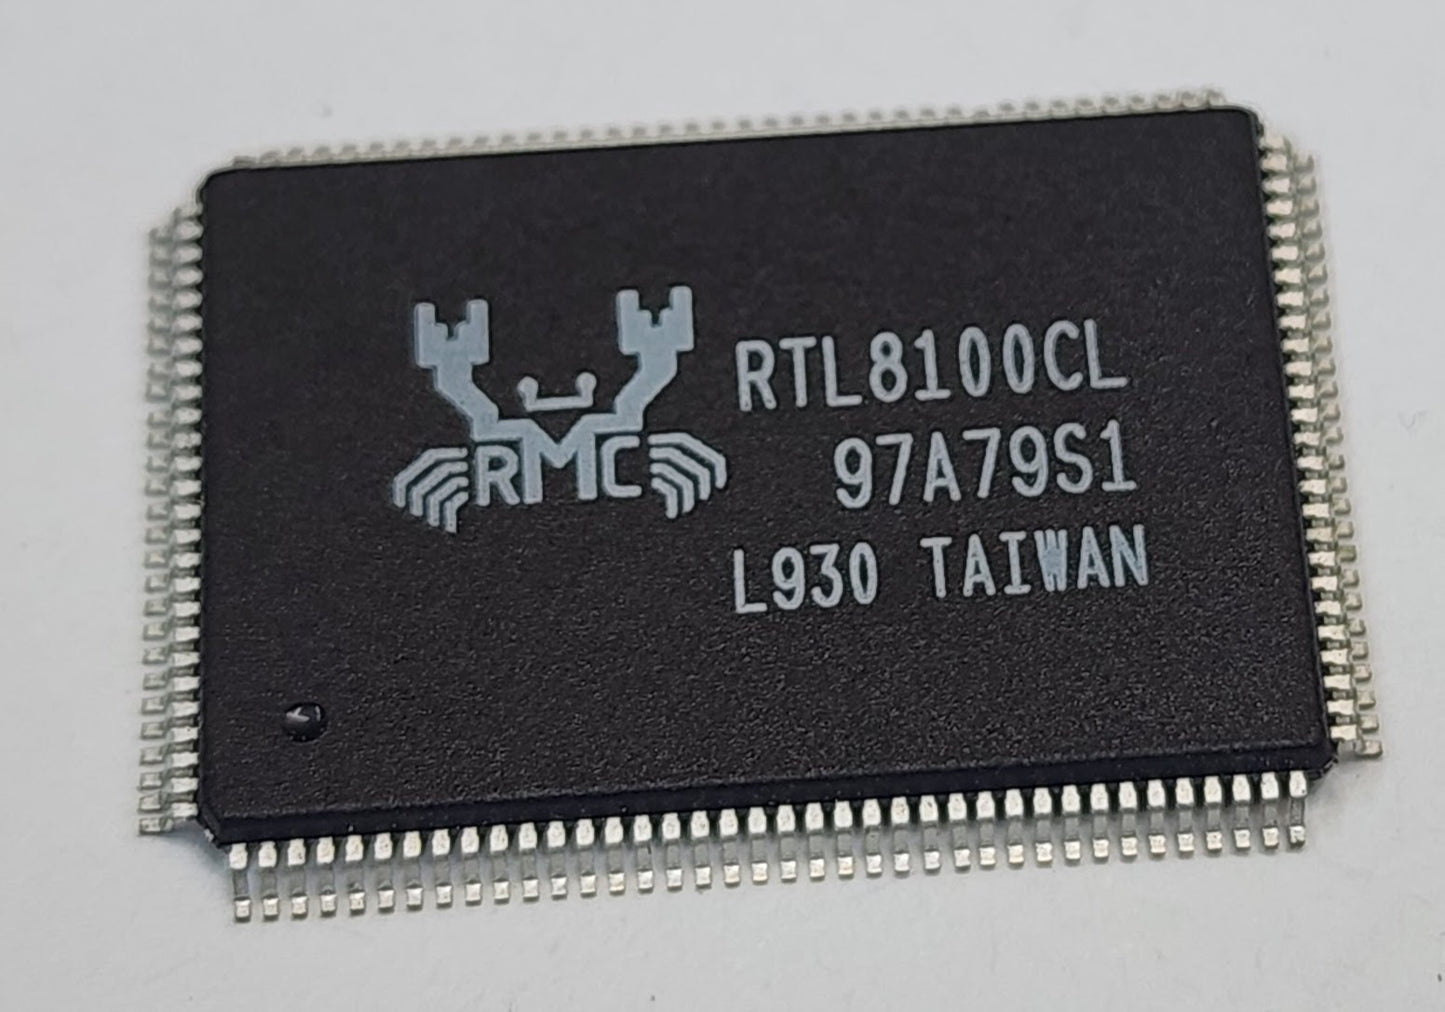 RMC
RTL8100CL
97A79S1
L930 TAIWAN